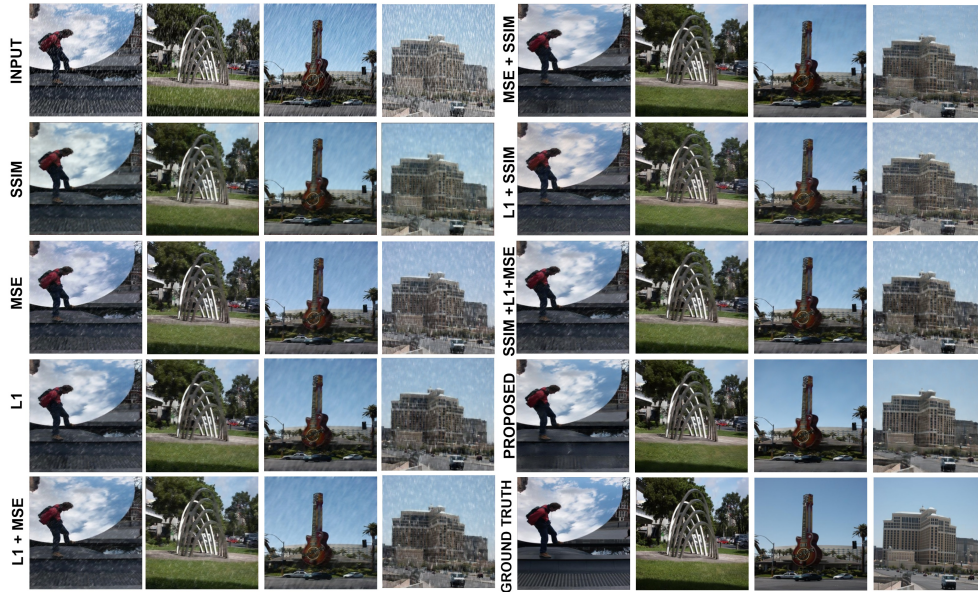 INPUT
SSIM
MSE
L1
L1 + MSE
MSE + SSIM
L1 + SSIM
SSIM +L1+MSE
PROPOSED
GROUND TRUTH